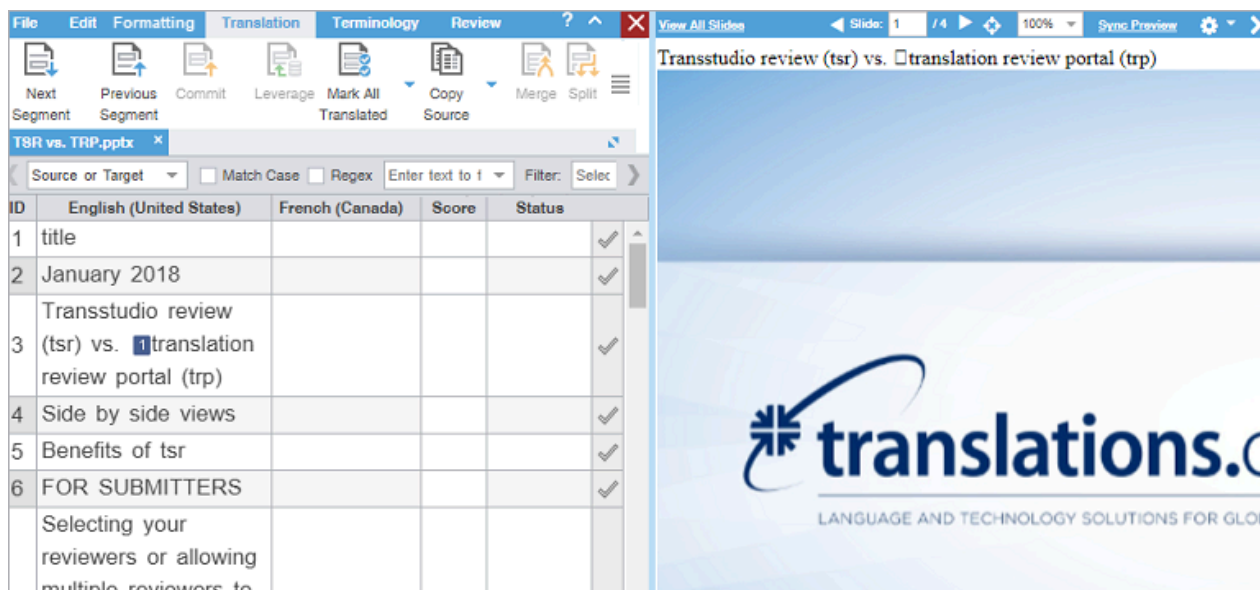 File Edit Formatting Translation Terminology Review ?
Next Segment
Previous Segment
Commit
Leverage
Mark All Translated
Copy Source
Merge
Split
TSR vs. TRP.pptx ×
Source or Target
Match Case
Regex
Enter text to f
Filter:
Selec
ID English (United States) French (Canada) Score Status
1 title
2 January 2018
3 Transstudio review
(tsr) vs. 1translation
review portal (trp)
4 Side by side views
5 Benefits of tsr
6 FOR SUBMITTERS
Selecting your
reviewers or allowing
multiple reviewers to
View All Slides Slide: 1 / 4 100% Sync Preview
Transstudio review (tsr) vs. □translation review portal (trp)
translations.c
LANGUAGE AND TECHNOLOGY SOLUTIONS FOR GLO